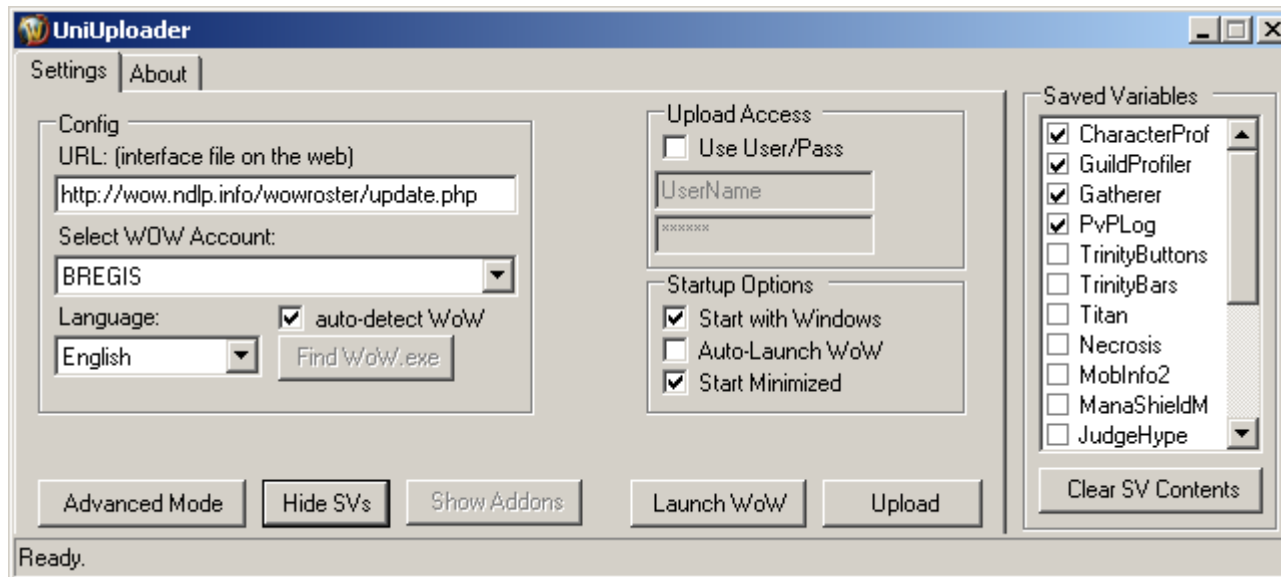 UniUploader
Settings
About
Config
URL: (interface file on the web)
http://wow.ndlp.info/wowroster/update.php
Select WOW Account:
BREGIS
Language:
auto-detect WoW
English
Find WoW.exe
Upload Access
Use User/Pass
UserName
******
Startup Options
Start with Windows
Auto-Launch WoW
Start Minimized
Saved Variables
CharacterProf
GuildProfiler
Gatherer
PvPLog
TrinityButtons
TrinityBars
Titan
Necrosis
MobInfo2
ManaShieldM
JudgeHype
Clear SV Contents
Advanced Mode
Hide SVs
Show Addons
Launch WoW
Upload
Ready.